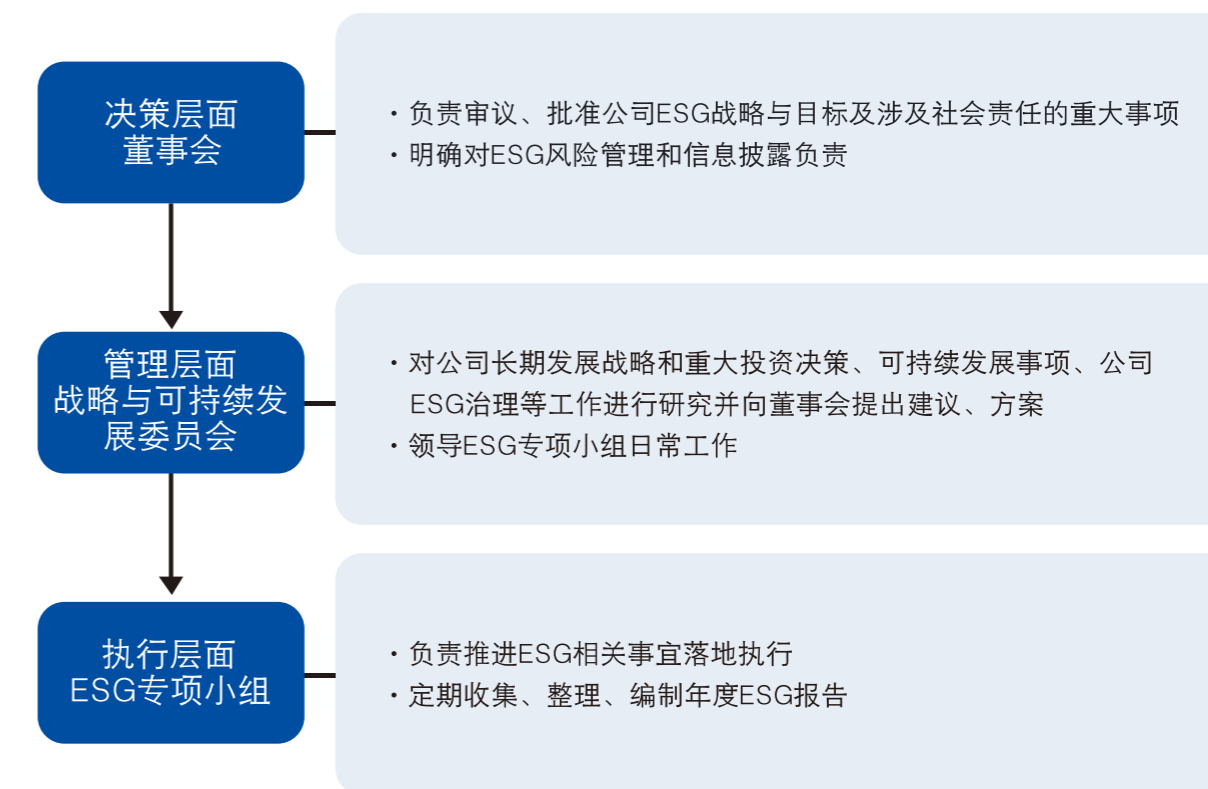 决策层面
董事会
・负责审议、批准公司ESG战略与目标及涉及社会责任的重大事项
・明确对ESG风险管理和信息披露负责
管理层面
战略与可持续发
展委员会
・对公司长期发展战略和重大投资决策、可持续发展事项、公司
ESG治理等工作进行研究并向董事会提出建议、方案
・领导ESG专项小组日常工作
执行层面
ESG专项小组
・负责推进ESG相关事宜落地执行
・定期收集、整理、编制年度ESG报告